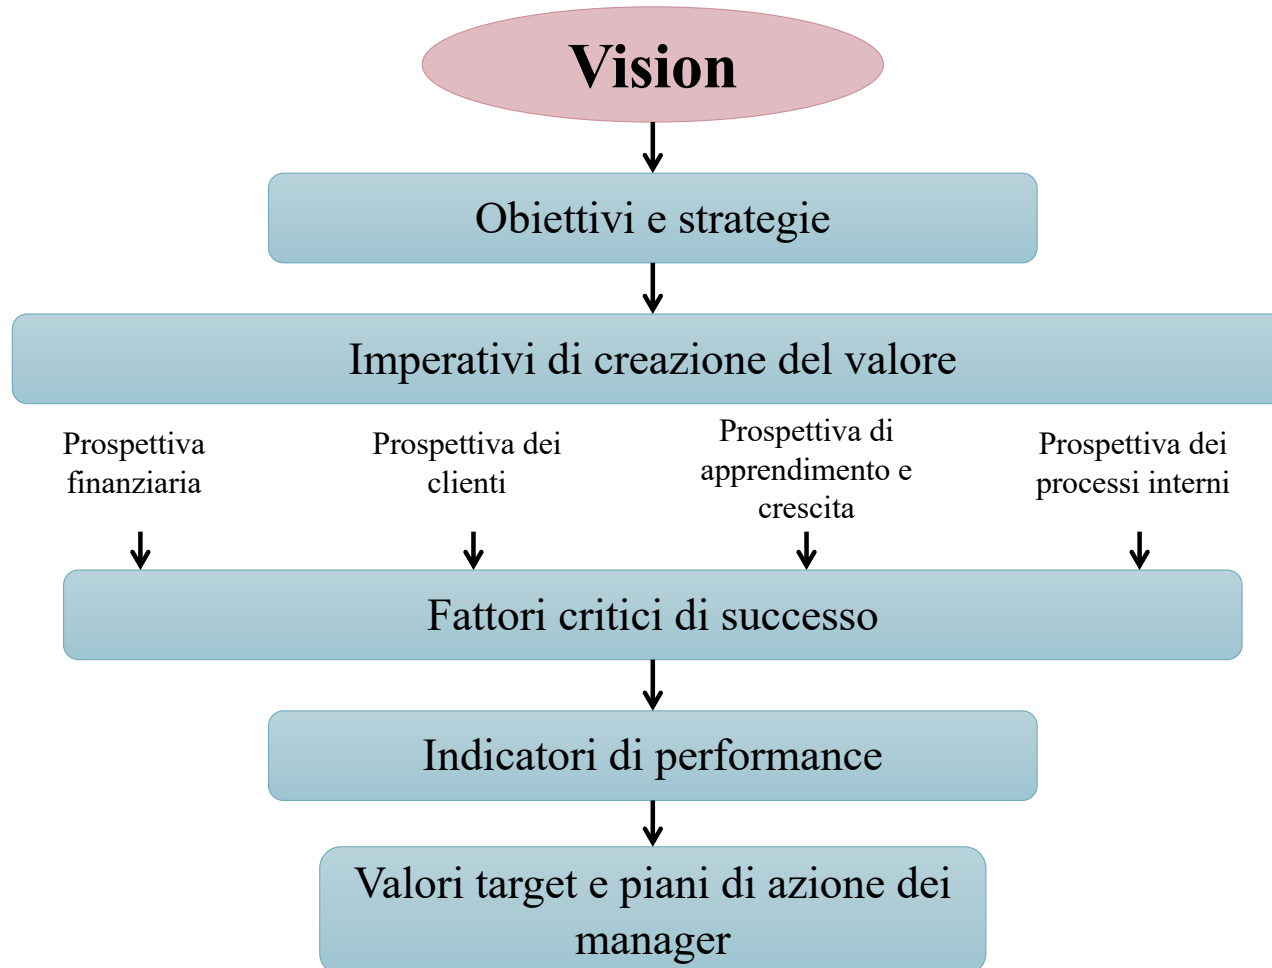 Vision
Obiettivi e strategie
Imperativi di creazione del valore
Prospettiva
finanziaria
Prospettiva dei
clienti
Prospettiva di
apprendimento e
crescita
Prospettiva dei
processi interni
Fattori critici di successo
Indicatori di performance
Valori target e piani di azione dei
manager